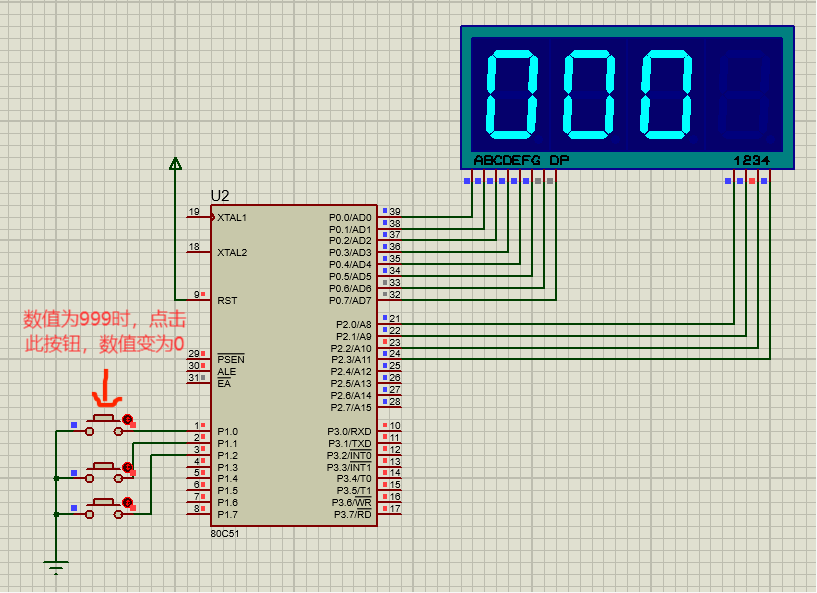 ABCDEFG DP
1234
U2
19 XTAL1
18 XTAL2
9 RST
29 PSEN
30 ALE
31 EA
1 P1.0
2 P1.1
3 P1.2
4 P1.3
5 P1.4
6 P1.5
7 P1.6
8 P1.7
P0.0/AD0 39
P0.1/AD1 38
P0.2/AD2 37
P0.3/AD3 36
P0.4/AD4 35
P0.5/AD5 34
P0.6/AD6 33
P0.7/AD7 32
P2.0/A8 21
P2.1/A9 22
P2.2/A10 23
P2.3/A11 24
P2.4/A12 25
P2.5/A13 26
P2.6/A14 27
P2.7/A15 28
P3.0/RXD 10
P3.1/TXD 11
P3.2/INT0 12
P3.3/INT1 13
P3.4/T0 14
P3.5/T1 15
P3.6/WR 16
P3.7/RD 17
80C51
数值为999时，点击
此按钮，数值变为0
000